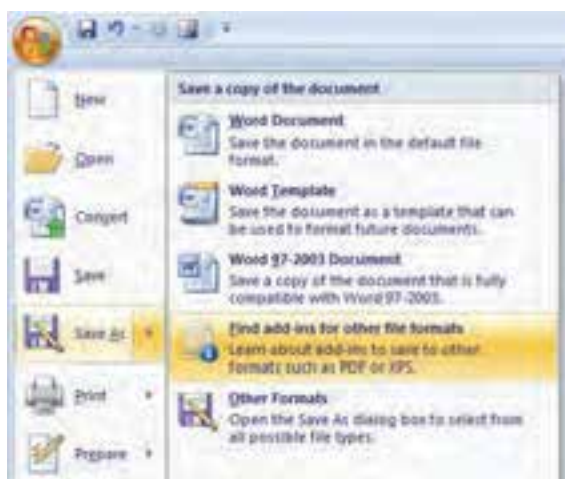 Save a copy of the document
New
Word Document
Save the document in the default file
format.
Open
Word Template
Save the document as a template that can
be used to format future documents.
Convert
Word 97-2003 Document
Save a copy of the document that is fully
compatible with Word 97-2003.
Save
Find add-ins for other file formats
Learn about add-ins to save to other
formats such as PDF or XPS.
Save As
Other Formats
Open the Save As dialog box to select from
all possible file types.
Print
Prepare